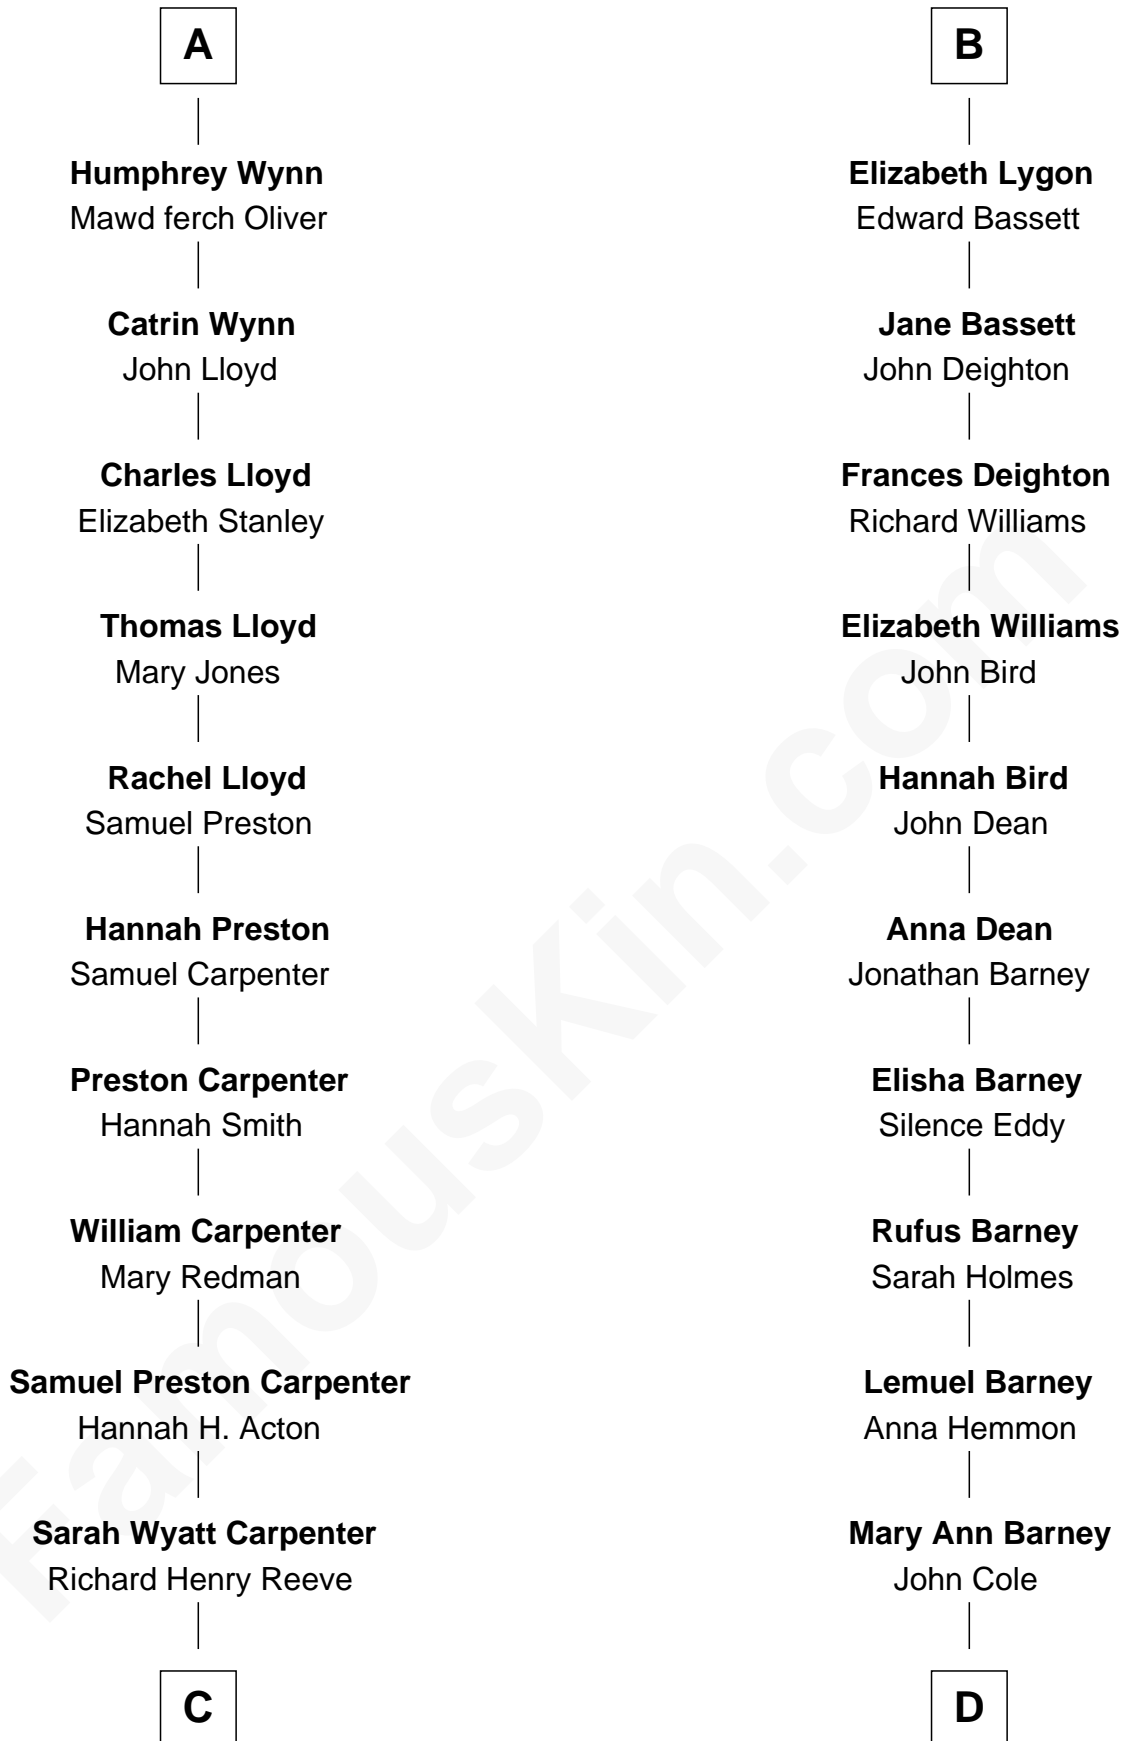 A
Humphrey Wynn
Mawd ferch Oliver
Catrin Wynn
John Lloyd
Charles Lloyd
Elizabeth Stanley
Thomas Lloyd
Mary Jones
Rachel Lloyd
Samuel Preston
Hannah Preston
Samuel Carpenter
Preston Carpenter
Hannah Smith
William Carpenter
Mary Redman
Samuel Preston Carpenter
Hannah H. Acton
Sarah Wyatt Carpenter
Richard Henry Reeve
C
B
Elizabeth Lygon
Edward Bassett
Jane Bassett
John Deighton
Frances Deighton
Richard Williams
Elizabeth Williams
John Bird
Hannah Bird
John Dean
Anna Dean
Jonathan Barney
Elisha Barney
Silence Eddy
Rufus Barney
Sarah Holmes
Lemuel Barney
Anna Hemmon
Mary Ann Barney
John Cole
D
FamousKin.com